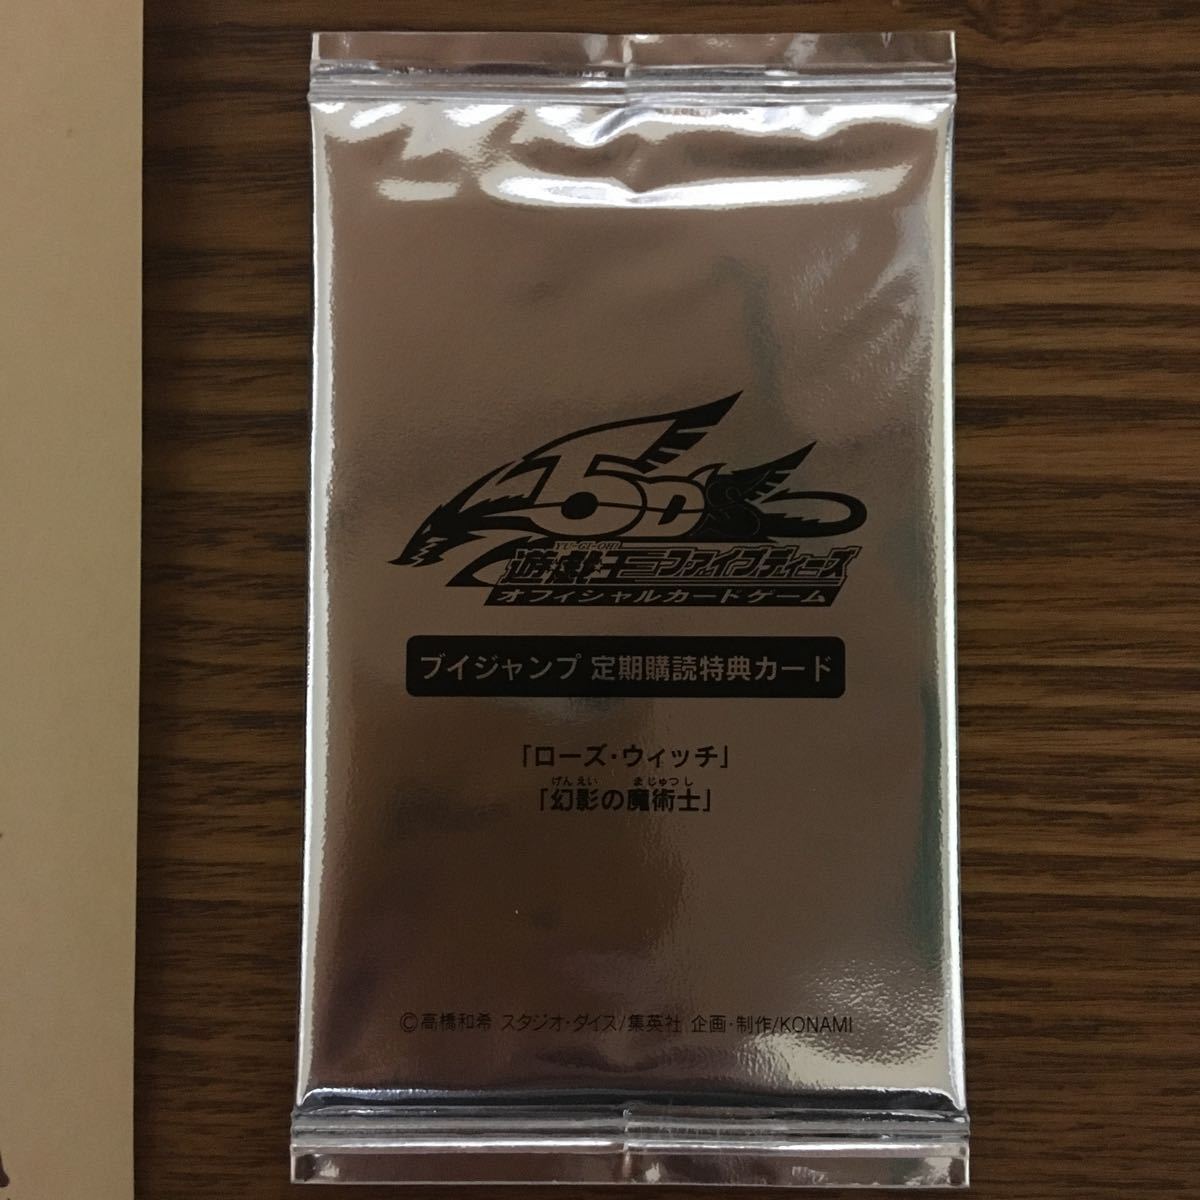 5D's
YU-GI-OH!
遊戯王ファイブディーズ
オフィシャルカードゲーム
ブイジャンプ 定期購読特典カード
「ローズ・ウィッチ」
げんえい まじゅつし
「幻影の魔術士」
©高橋和希 スタジオ・ダイス/集英社 企画・制作/KONAMI